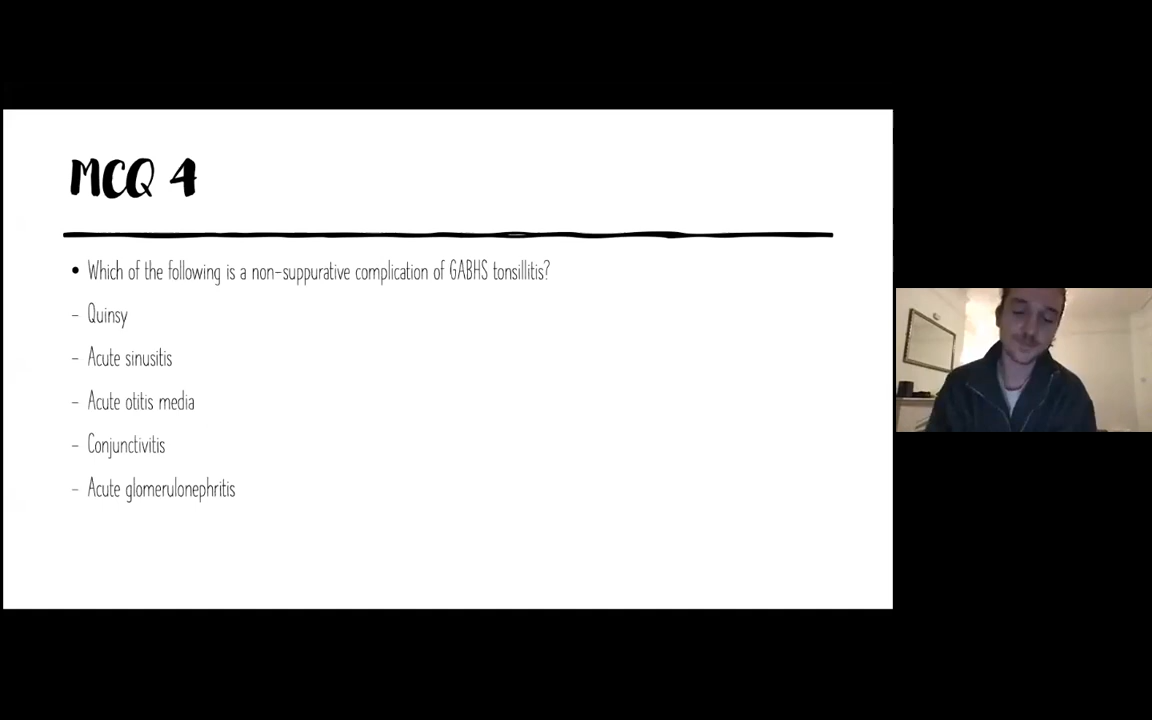 MCQ 4
• Which of the following is a non-suppurative complication of GABHS tonsillitis?
- Quinsy
- Acute sinusitis
- Acute otitis media
- Conjunctivitis
- Acute glomerulonephritis